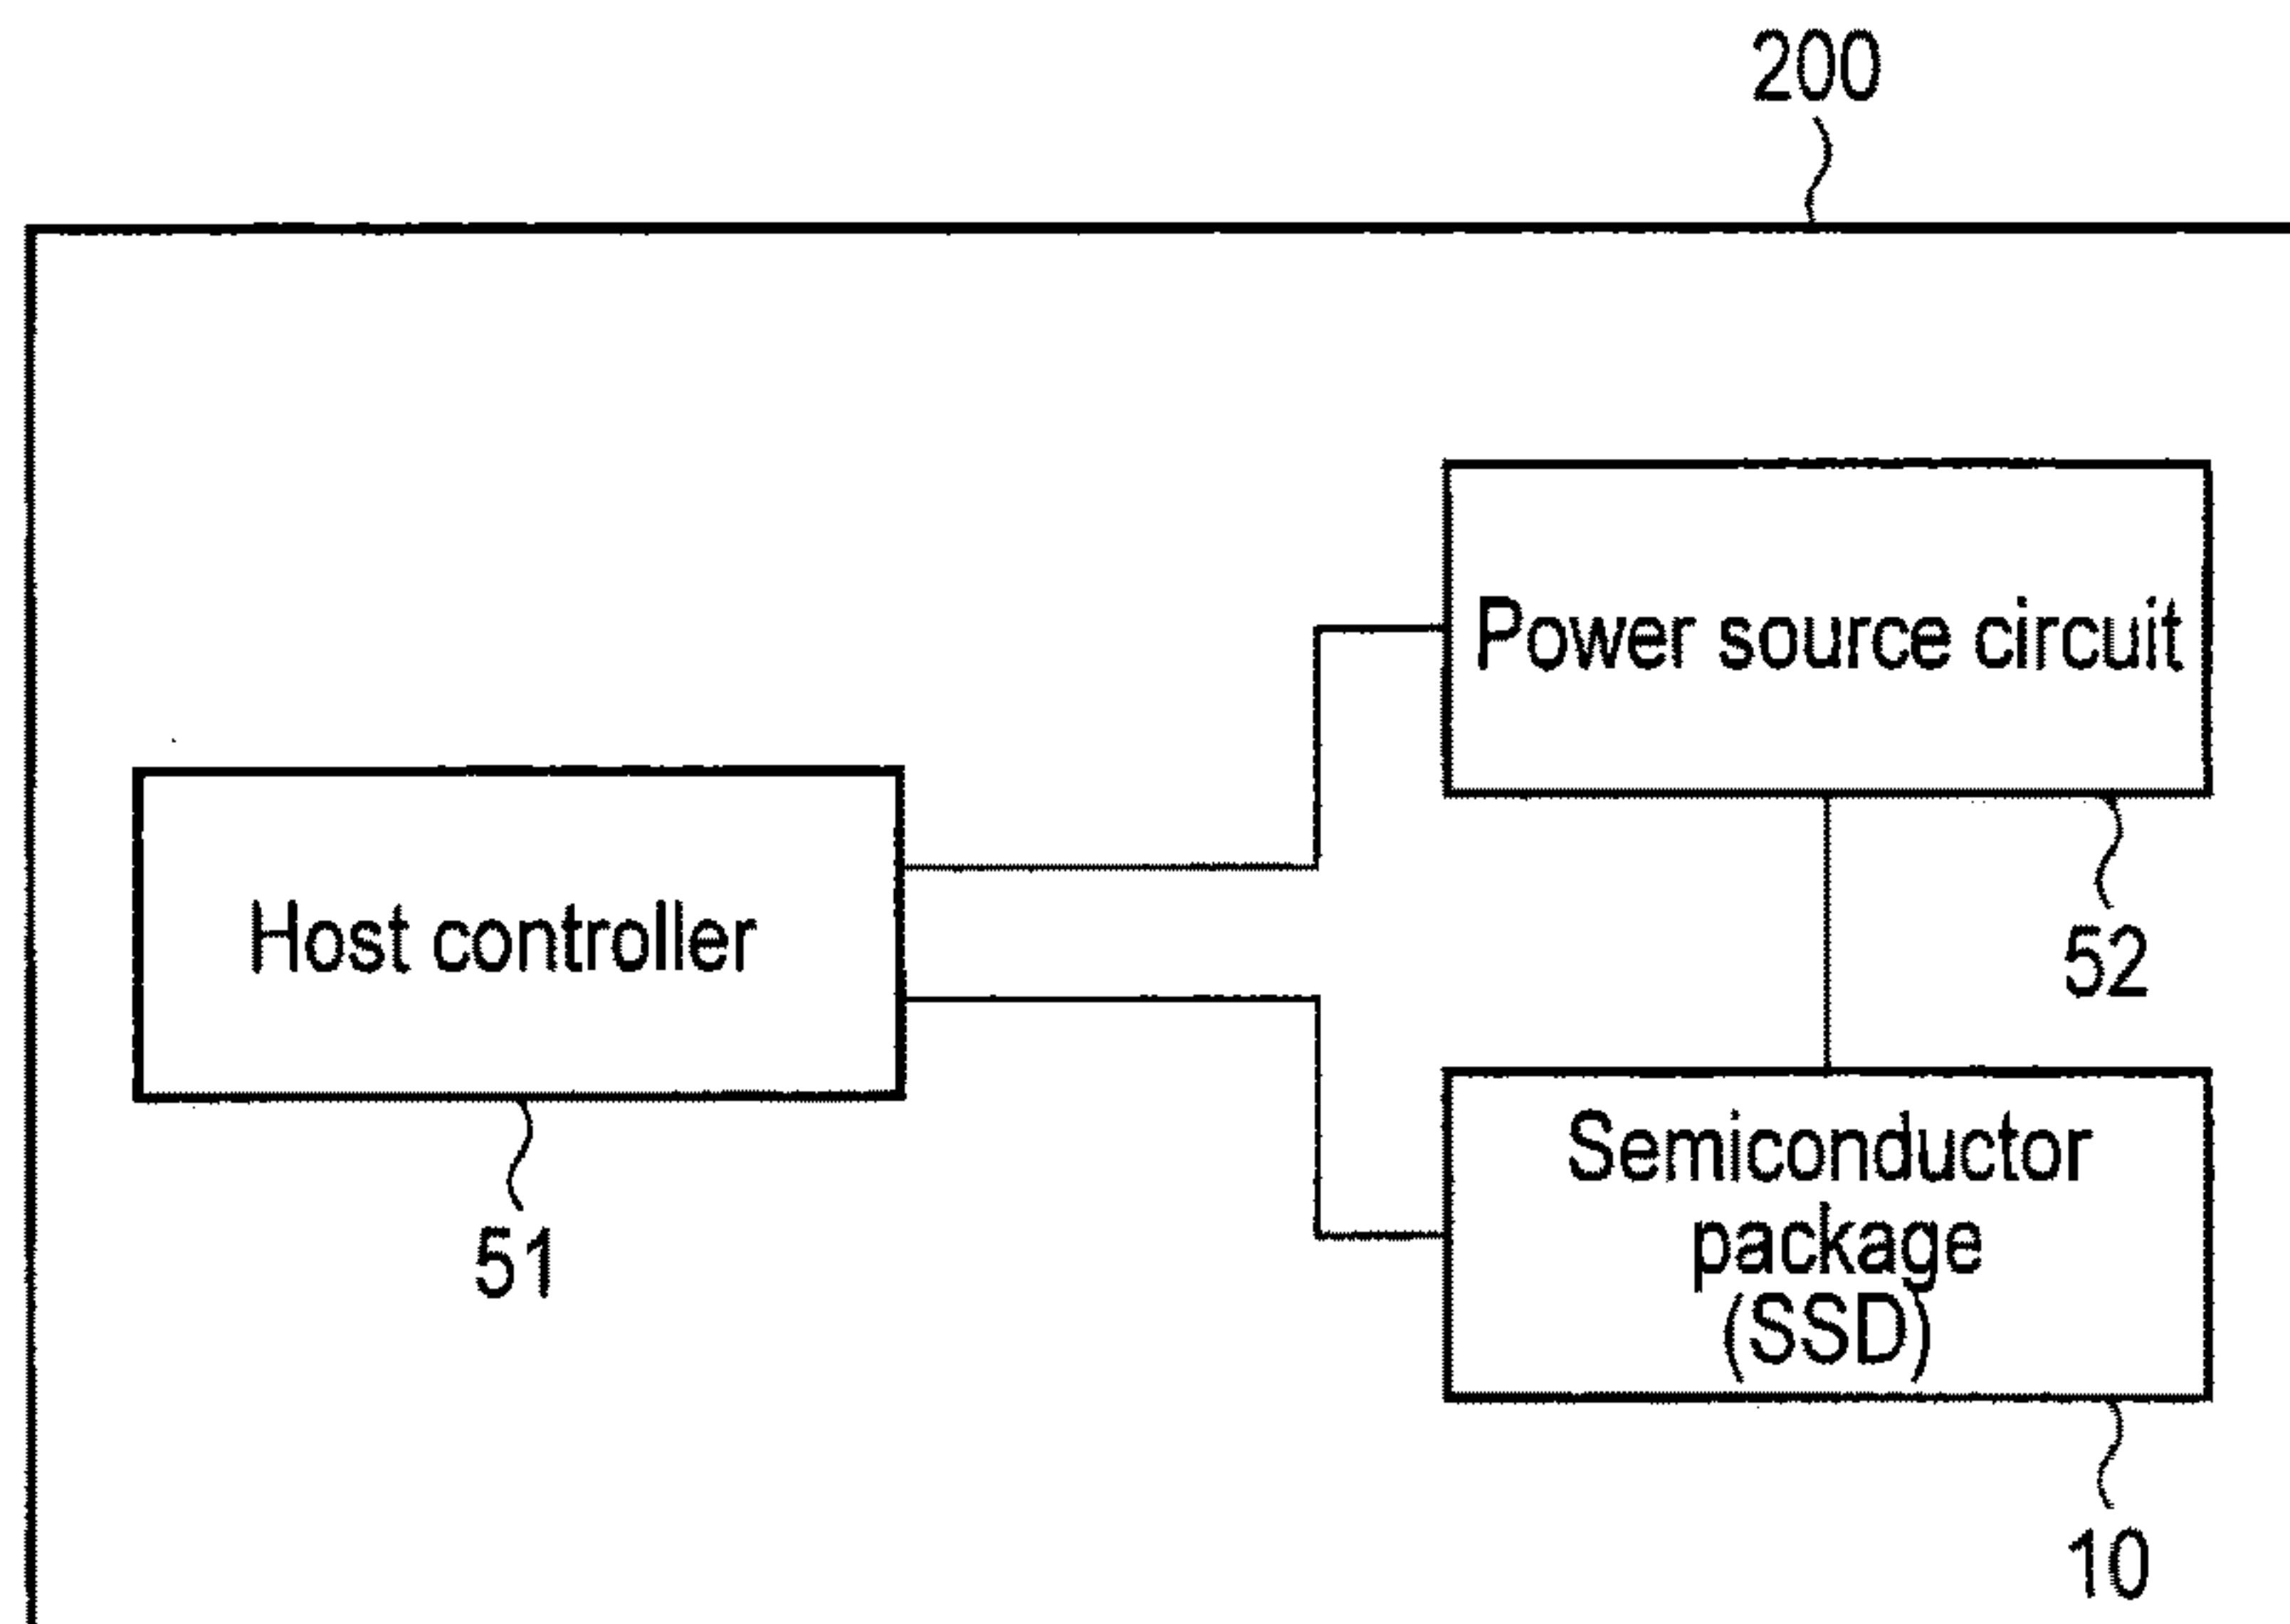 200
Power source circuit
52
Host controller
51
Semiconductor
package
(SSD)
10